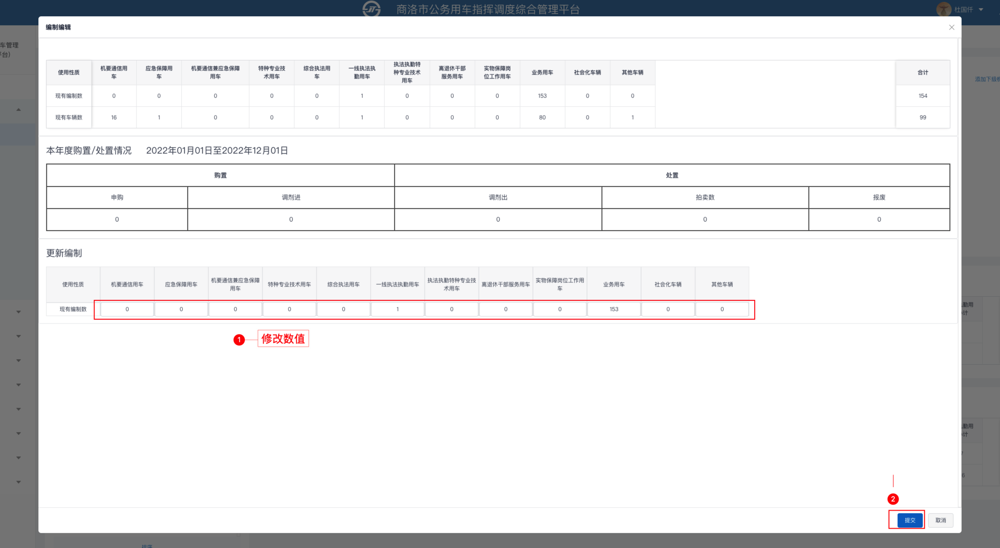 商洛市公务用车指挥调度综合管理平台
杜国仟
编制编辑
车管理
平台)
添加下级
使用性质 机要通信用车 应急保障用车 机要通信兼应急保障用车 特种专业技术用车 综合执法用车 一线执法执勤用车 执法执勤特种专业技术用车 离退休干部服务用车 实物保障岗位工作用车 业务用车 社会化车辆 其他车辆 合计
现有编制数 0 0 0 0 0 1 0 0 0 153 0 0 154
现有车辆数 16 1 0 0 0 1 0 0 0 80 0 1 99
本年度购置/处置情况 2022年01月01日至2022年12月01日
购置 处置
申购 调剂进 调剂出 拍卖数 报废
0 0 0 0 0
更新编制
使用性质 机要通信用车 应急保障用车 机要通信兼应急保障用车 特种专业技术用车 综合执法用车 一线执法执勤用车 执法执勤特种专业技术用车 离退休干部服务用车 实物保障岗位工作用车 业务用车 社会化车辆 其他车辆
现有编制数 0 0 0 0 0 1 0 0 0 153 0 0
勤用
计
1 修改数值
勤用
计
7
6
2
提交 取消
排序